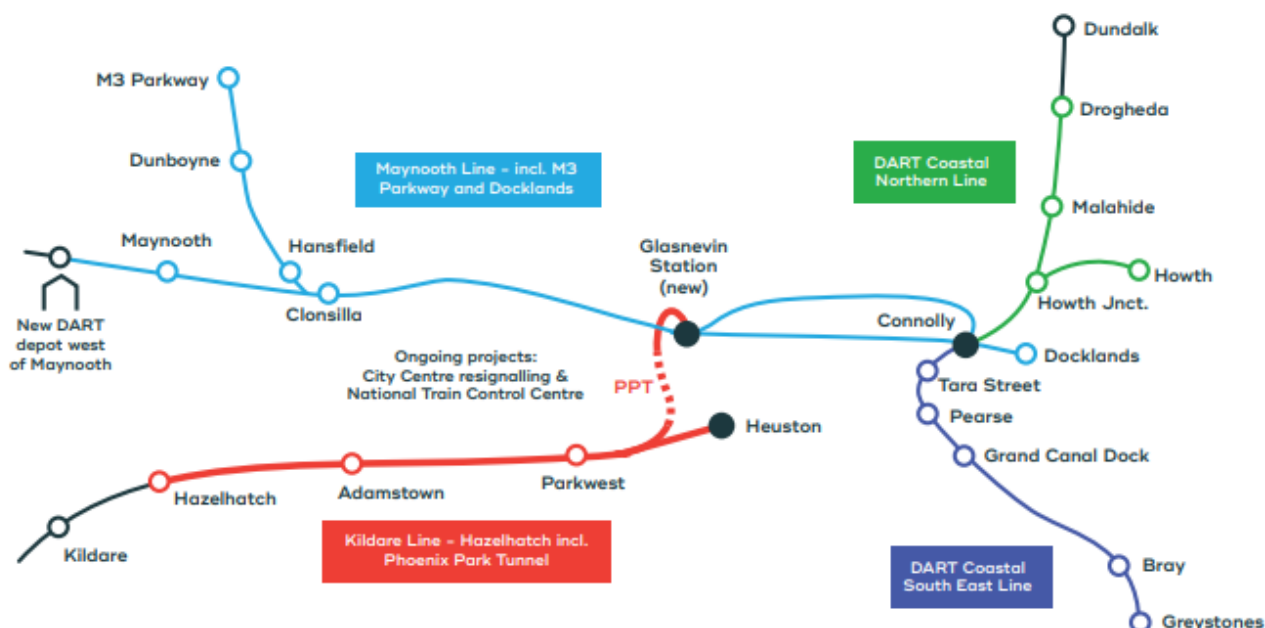 Dundalk
M3 Parkway
Drogheda
Dunboyne
Maynooth Line - incl. M3
Parkway and Docklands
DART Coastal
Northern Line
Malahide
Maynooth
Hansfield
Glasnevin
Station
(new)
Howth
Howth Jnct.
Clonsilla
Connolly
New DART
depot west
of Maynooth
Ongoing projects:
City Centre resignalling &
National Train Control Centre
Docklands
PPT
Tara Street
Pearse
Heuston
Grand Canal Dock
Parkwest
Adamstown
Hazelhatch
Kildare
Kildare Line - Hazelhatch incl.
Phoenix Park Tunnel
DART Coastal
South East Line
Bray
Greystones